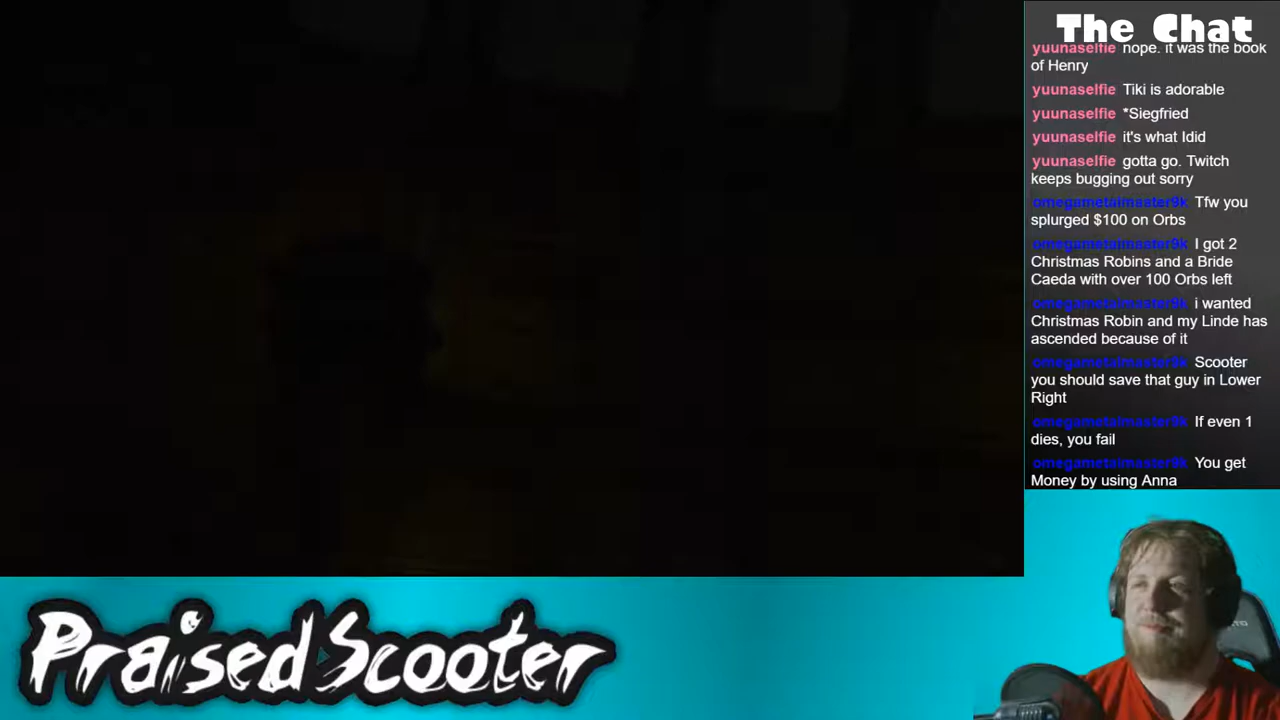 The Chat
yuunaselfie nope. it was the book
of Henry
yuunaselfie Tiki is adorable
yuunaselfie *Siegfried
yuunaselfie it's what Idid
yuunaselfie gotta go. Twitch
keeps bugging out sorry
omegametalmaster9k Tfw you
splurged $100 on Orbs
omegametalmaster9k I got 2
Christmas Robins and a Bride
Caeda with over 100 Orbs left
omegametalmaster9k i wanted
Christmas Robin and my Linde has
ascended because of it
omegametalmaster9k Scooter
you should save that guy in Lower
Right
omegametalmaster9k If even 1
dies, you fail
omegametalmaster9k You get
Money by using Anna
PraisedScooter